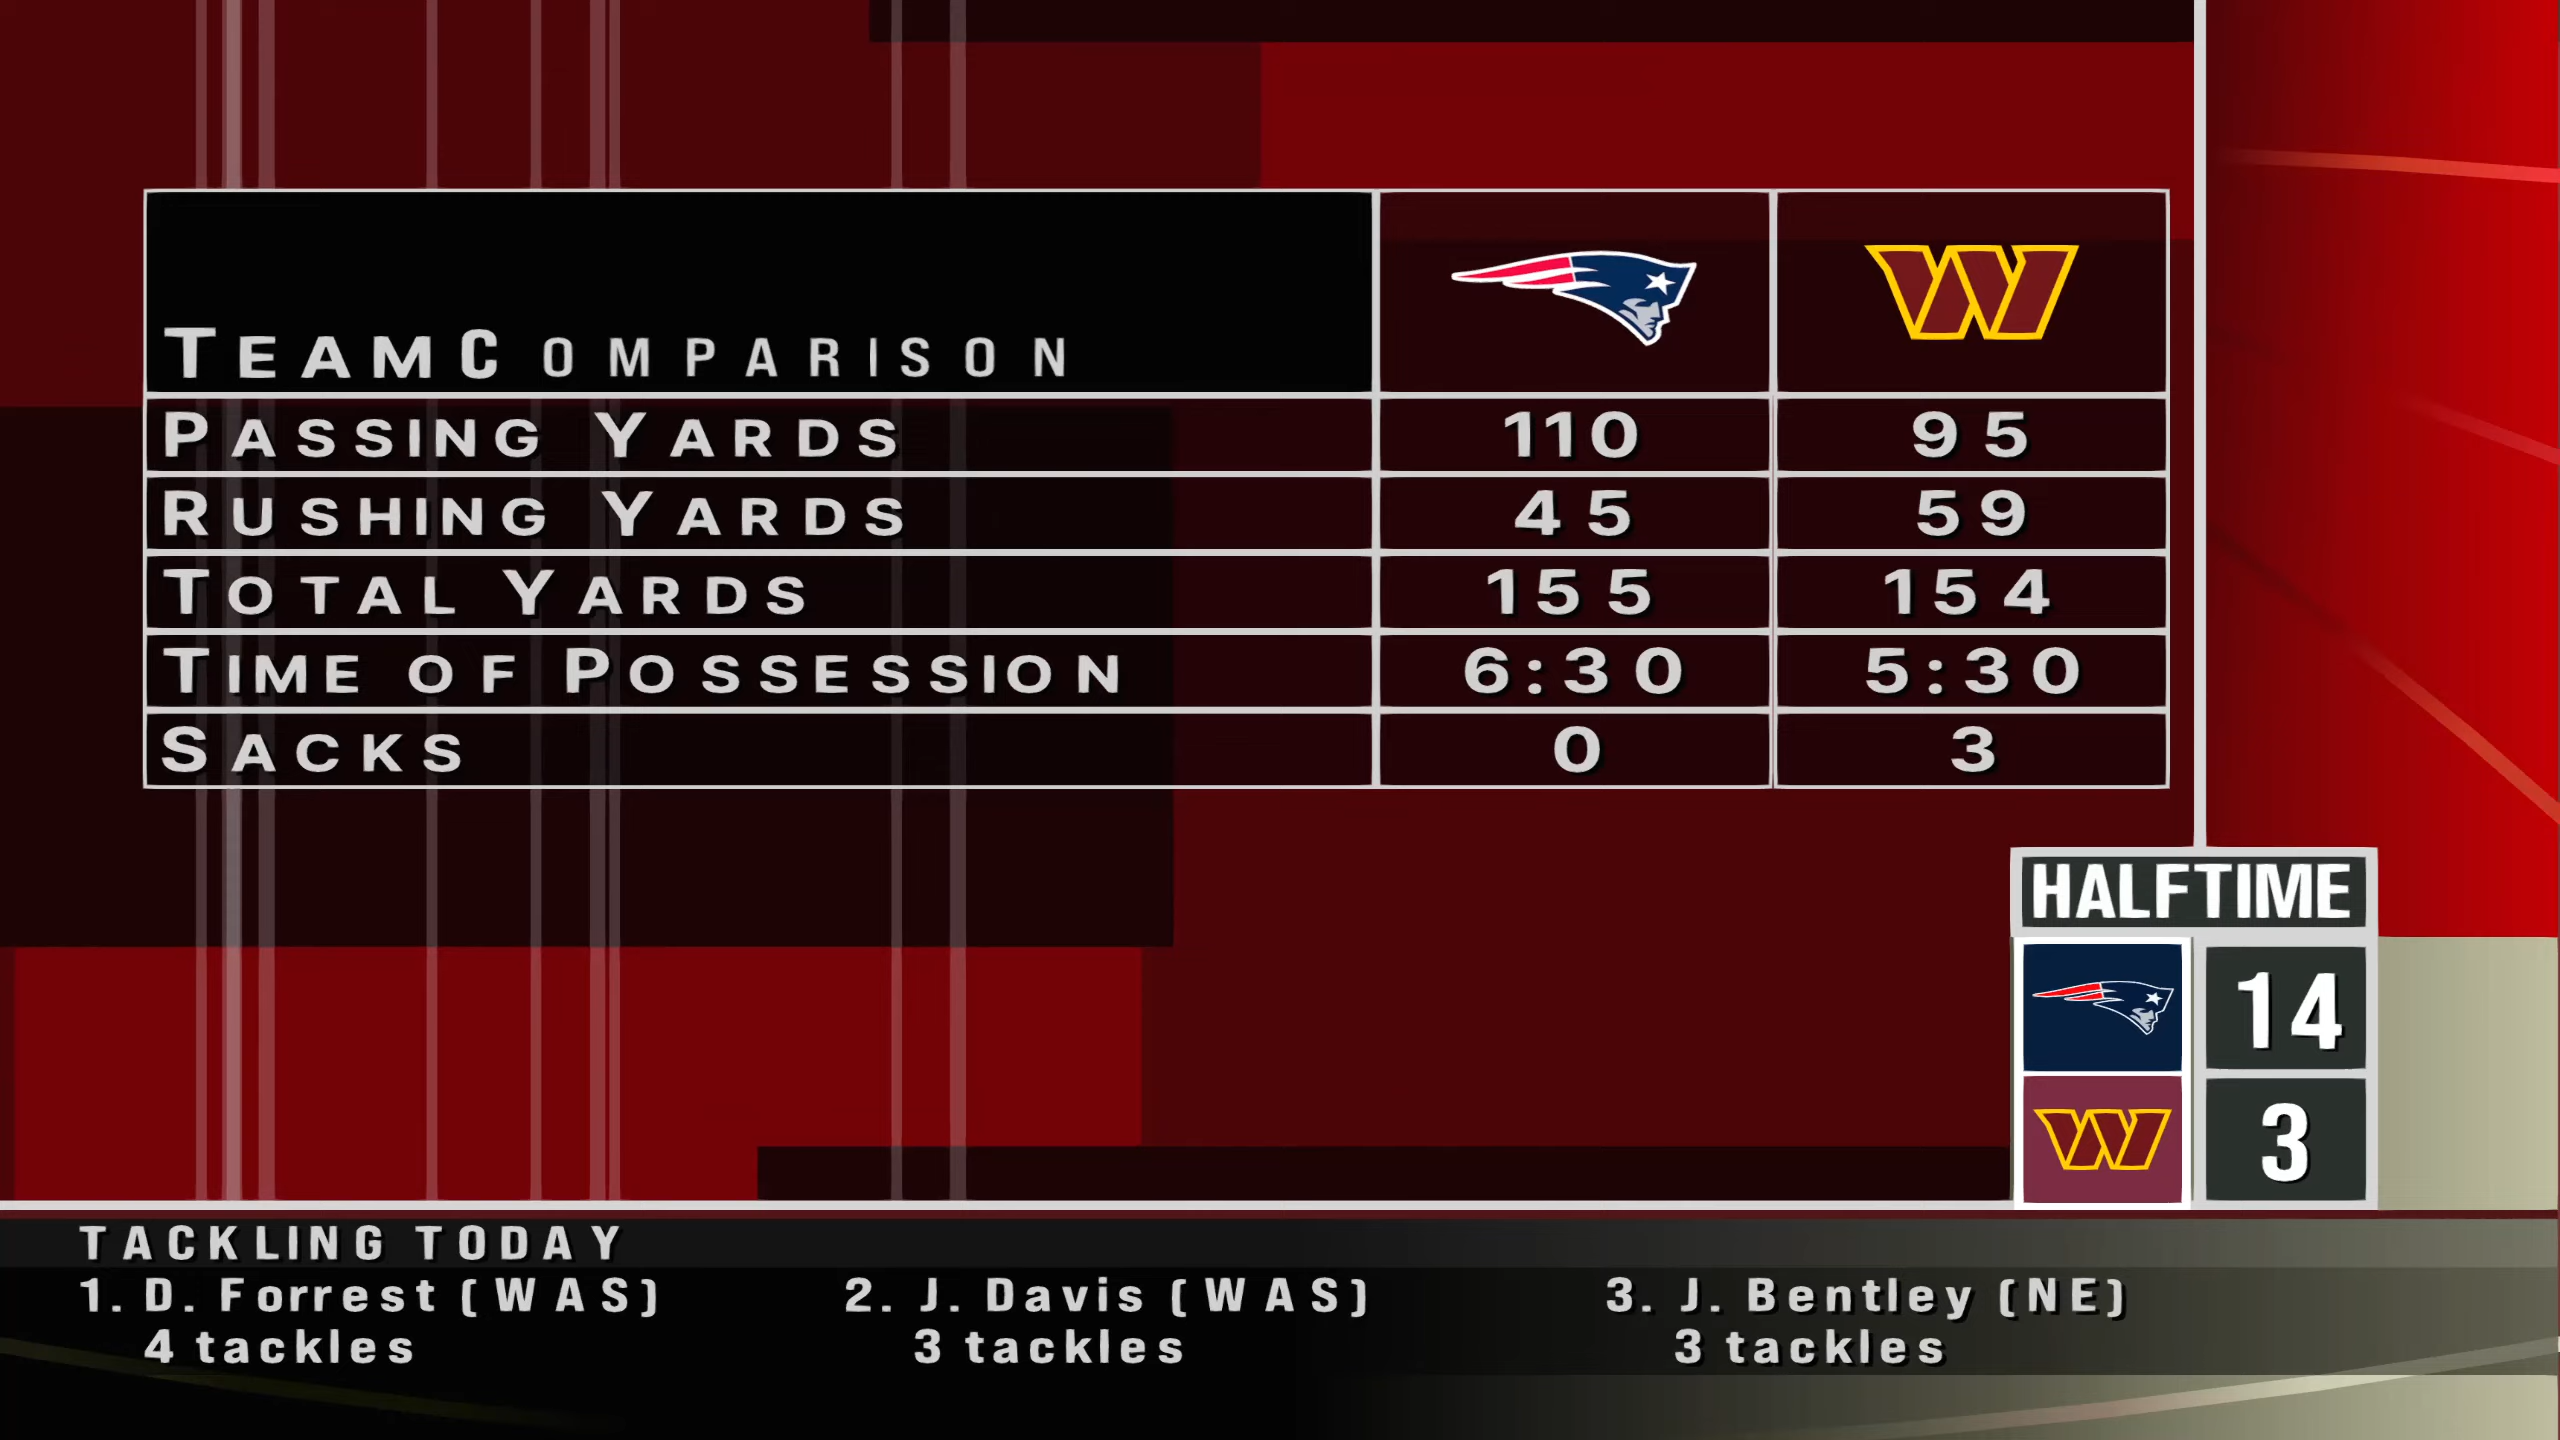 TEAM COMPARISON
PASSING YARDS 110 95
RUSHING YARDS 45 59
TOTAL YARDS 155 154
TIME OF POSSESSION 6:30 5:30
SACKS 0 3
HALFTIME
14
3
TACKLING TODAY
1. D. Forrest (WAS) 2. J. Davis (WAS) 3. J. Bentley (NE)
4 tackles 3 tackles 3 tackles